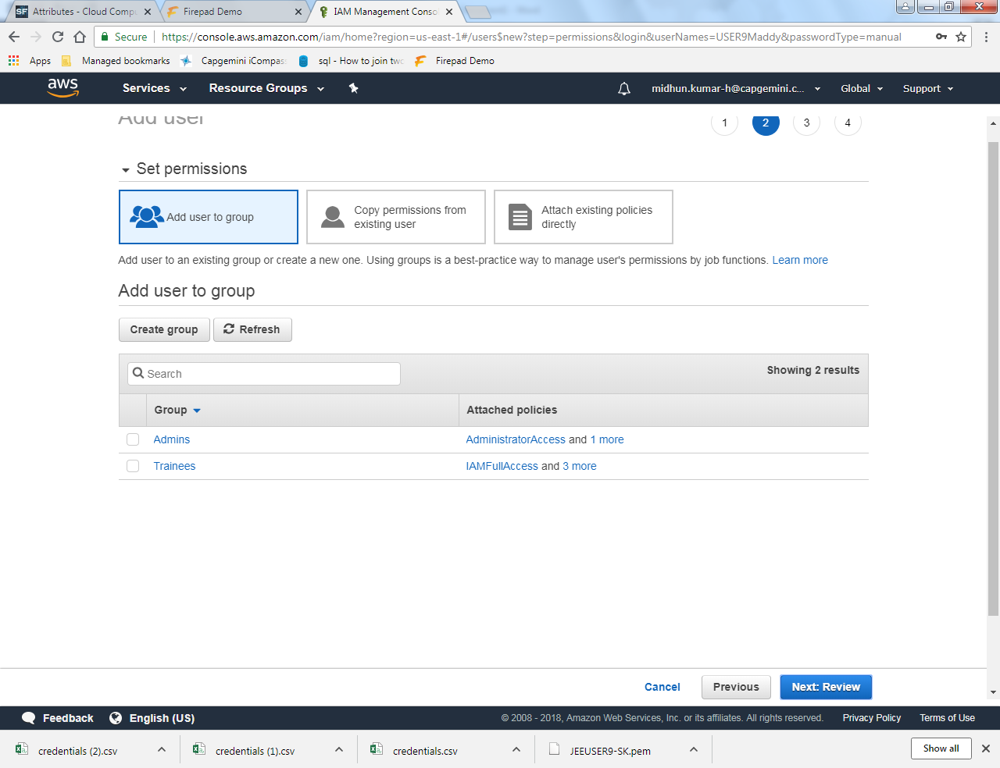 SF Attributes - Cloud Compu
Firepad Demo
IAM Management Conso
Secure
https://console.aws.amazon.com/iam/home?region=us-east-1#/users$new?step=permissions&login&userNames=USER9Maddy&passwordType=manual
Apps
Managed bookmarks
Capgemini iCompas
sql - How to join two
Firepad Demo
aws
Services
Resource Groups
midhun.kumar-h@capgemini.c...
Global
Support
Add user
1
2
3
4
Set permissions
Add user to group
Copy permissions from
existing user
Attach existing policies
directly
Add user to an existing group or create a new one. Using groups is a best-practice way to manage user's permissions by job functions. Learn more
Add user to group
Create group
Refresh
Search
Showing 2 results
Group
Attached policies
Admins
AdministratorAccess and 1 more
Trainees
IAMFullAccess and 3 more
Cancel
Previous
Next: Review
Feedback
English (US)
© 2008 - 2018, Amazon Web Services, Inc. or its affiliates. All rights reserved.
Privacy Policy
Terms of Use
credentials (2).csv
credentials (1).csv
credentials.csv
JEEUSER9-SK.pem
Show all